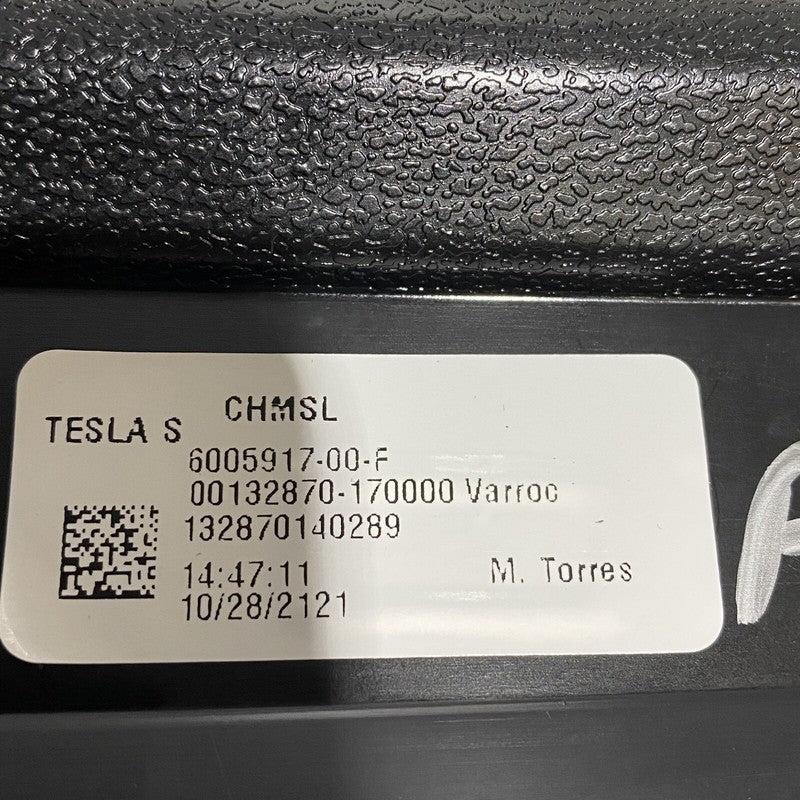 CHMSL
TESLA S
6005917-00-F
00132870-170000 Varroc
132870140289
14:47:11 M. Torres
10/28/2121